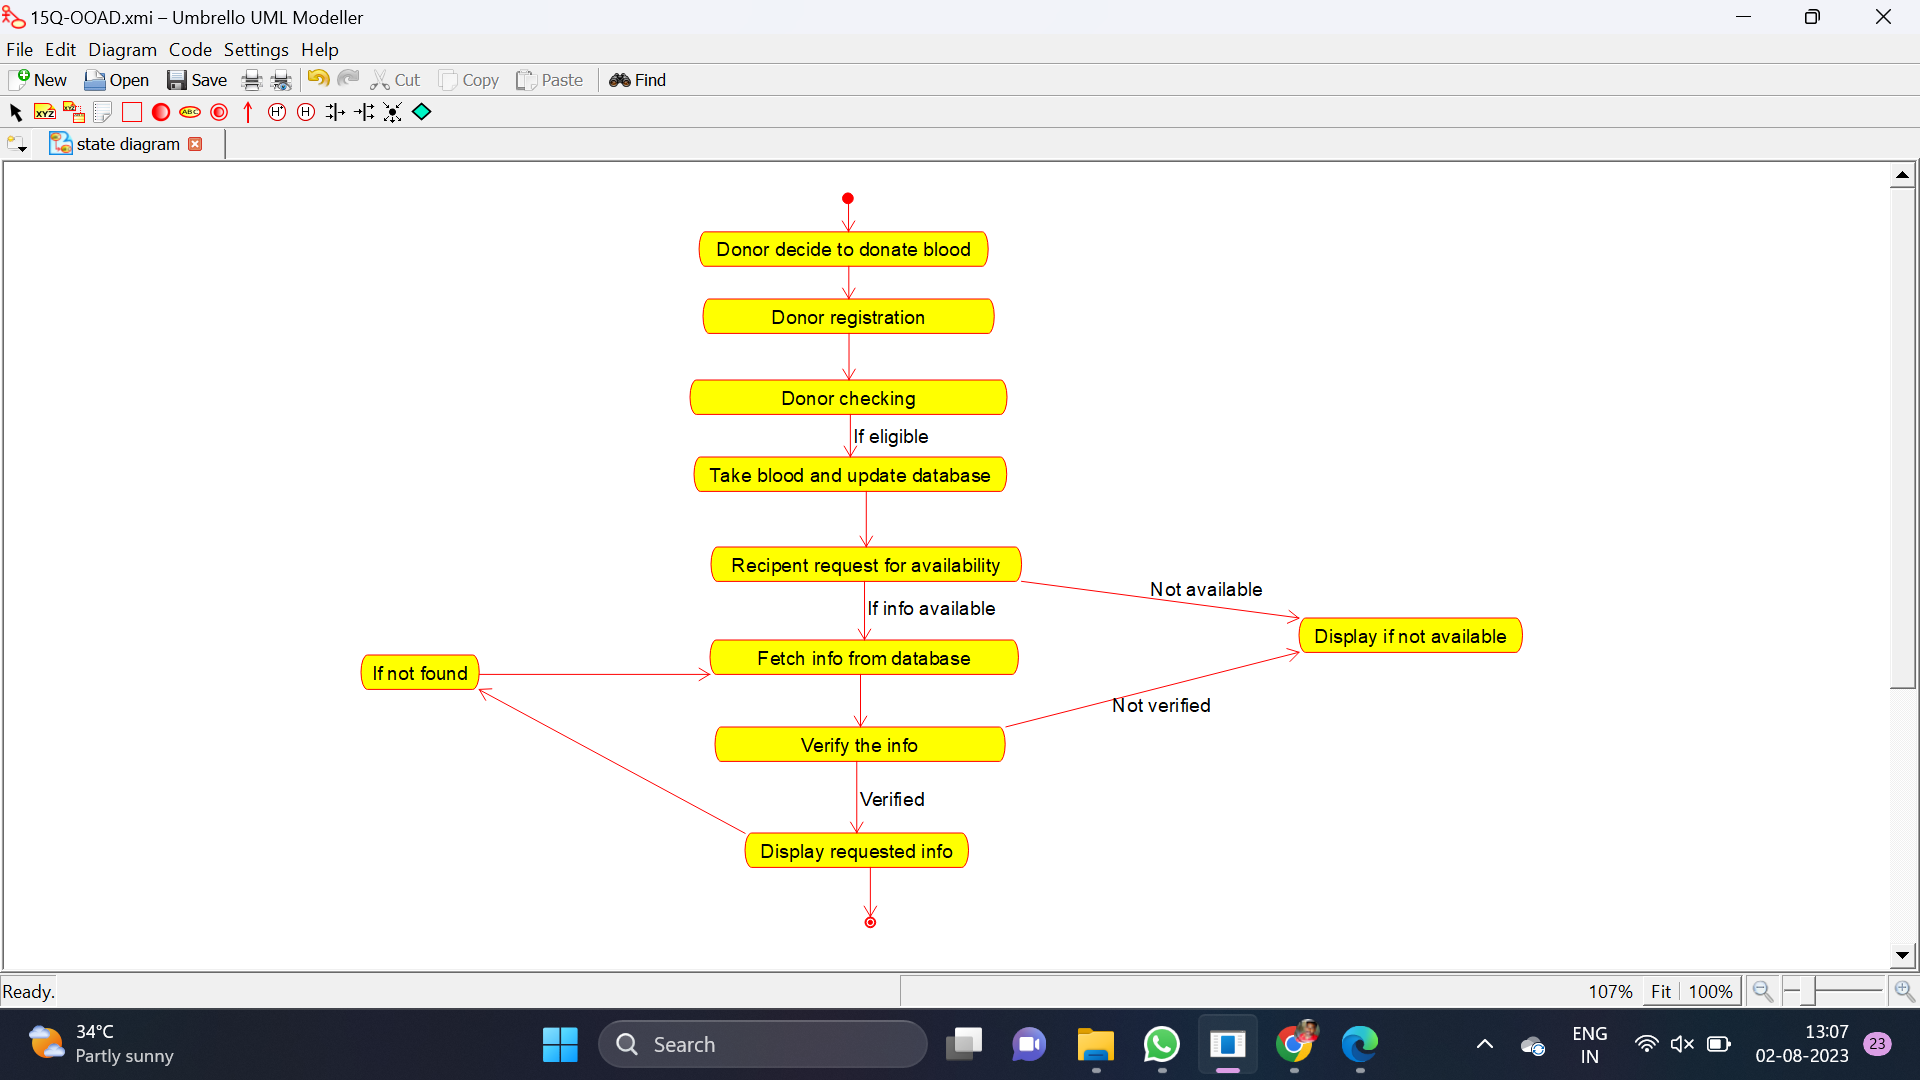 15Q-OOAD.xmi – Umbrello UML Modeller
File Edit Diagram Code Settings Help
New Open Save Cut Copy Paste Find
XYZ XYZ ABC H* H
state diagram
Donor decide to donate blood
Donor registration
Donor checking
If eligible
Take blood and update database
Recipent request for availability
Not available
If info available
Display if not available
Fetch info from database
If not found
Not verified
Verify the info
Verified
Display requested info
Ready.
107% Fit 100%
34°C
Partly sunny
Search
ENG
IN
13:07
02-08-2023
23